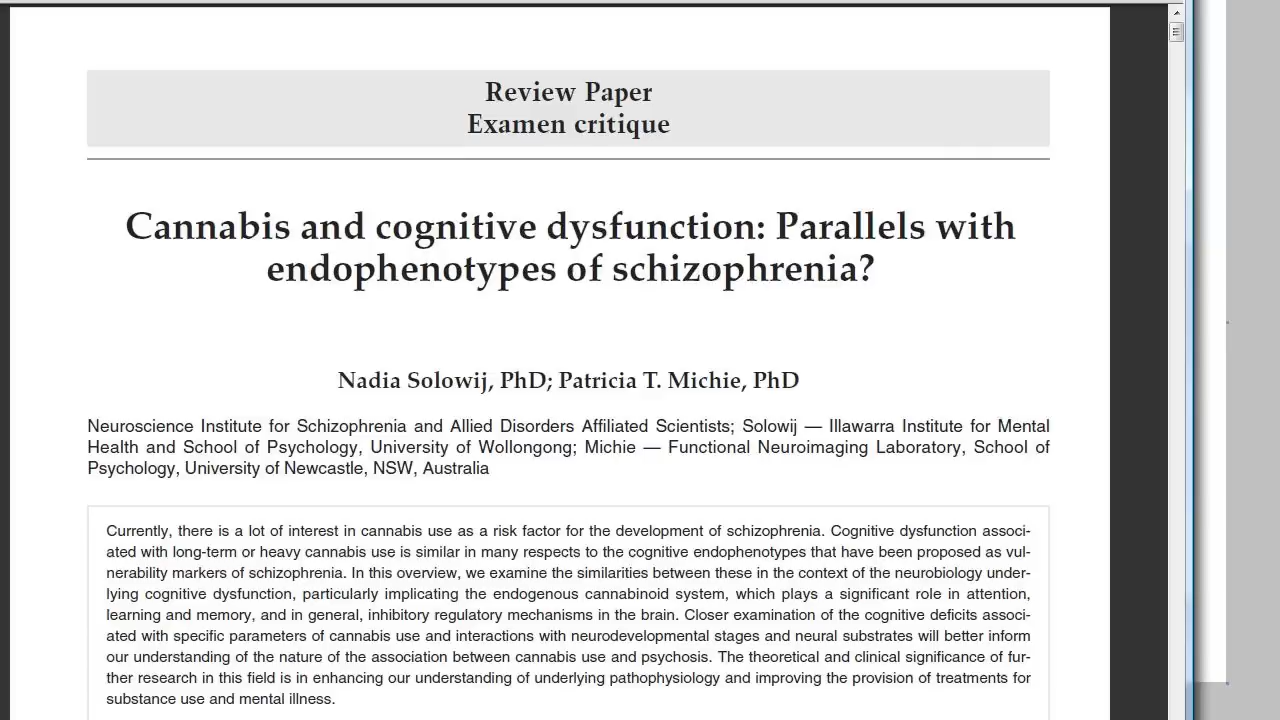 Review Paper
Examen critique
Cannabis and cognitive dysfunction: Parallels with
endophenotypes of schizophrenia?
Nadia Solowij, PhD; Patricia T. Michie, PhD
Neuroscience Institute for Schizophrenia and Allied Disorders Affiliated Scientists; Solowij — Illawarra Institute for Mental
Health and School of Psychology, University of Wollongong; Michie — Functional Neuroimaging Laboratory, School of
Psychology, University of Newcastle, NSW, Australia
Currently, there is a lot of interest in cannabis use as a risk factor for the development of schizophrenia. Cognitive dysfunction associ-
ated with long-term or heavy cannabis use is similar in many respects to the cognitive endophenotypes that have been proposed as vul-
nerability markers of schizophrenia. In this overview, we examine the similarities between these in the context of the neurobiology under-
lying cognitive dysfunction, particularly implicating the endogenous cannabinoid system, which plays a significant role in attention,
learning and memory, and in general, inhibitory regulatory mechanisms in the brain. Closer examination of the cognitive deficits associ-
ated with specific parameters of cannabis use and interactions with neurodevelopmental stages and neural substrates will better inform
our understanding of the nature of the association between cannabis use and psychosis. The theoretical and clinical significance of fur-
ther research in this field is in enhancing our understanding of underlying pathophysiology and improving the provision of treatments for
substance use and mental illness.